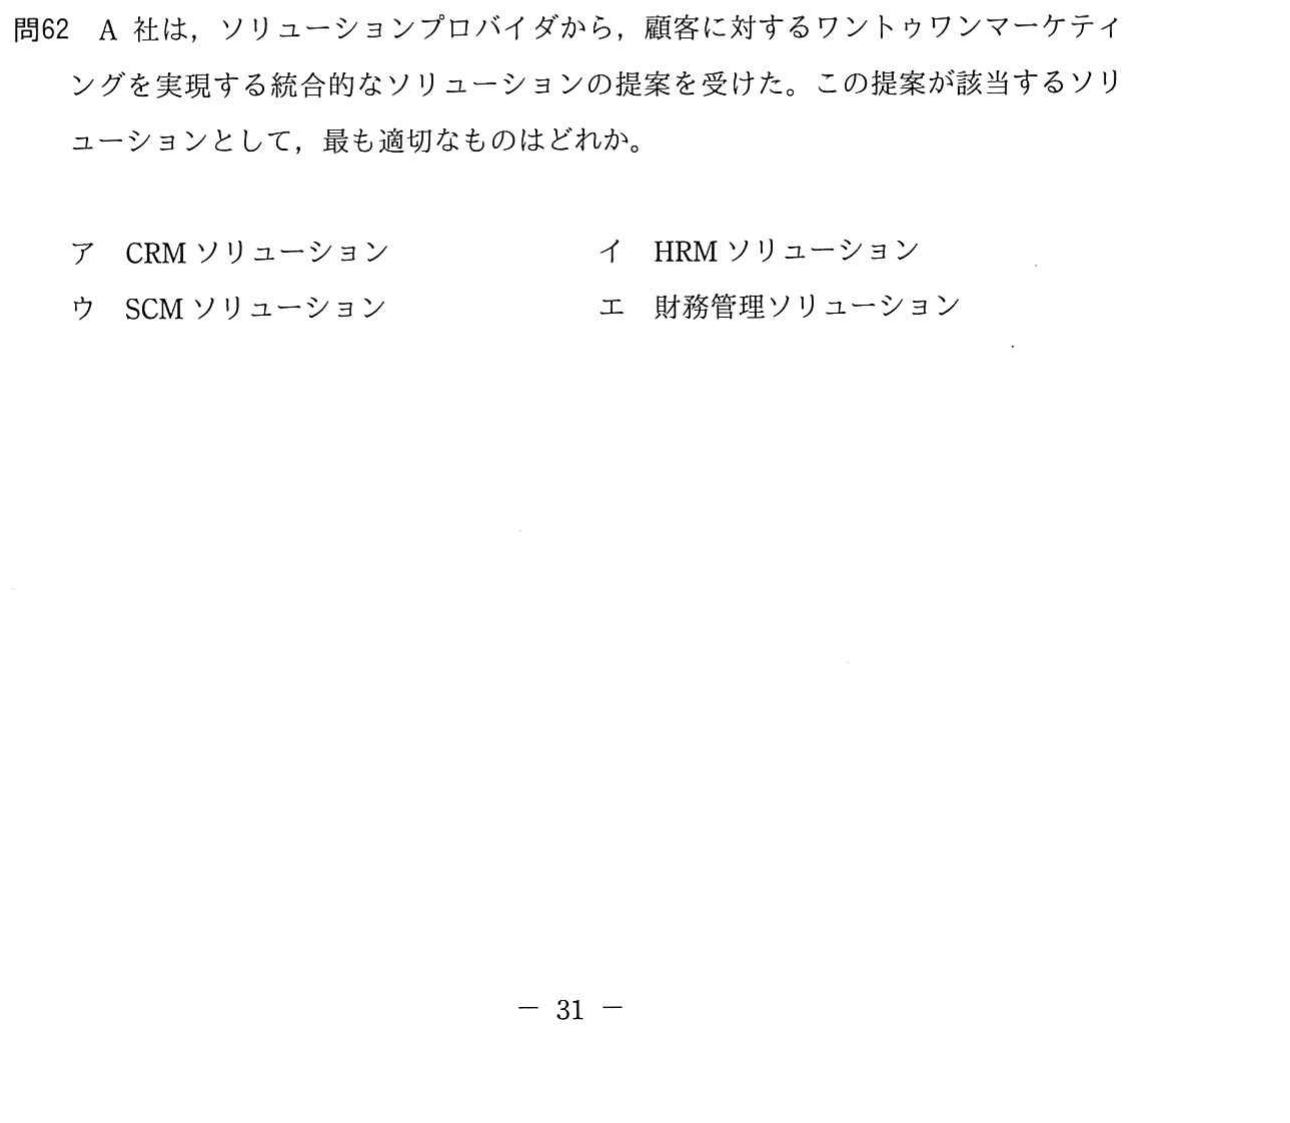 問62 A 社は，ソリューションプロバイダから，顧客に対するワントゥワンマーケティ
ングを実現する統合的なソリューションの提案を受けた。この提案が該当するソリ
ューションとして，最も適切なものはどれか。
ア CRM ソリューション イ HRM ソリューション
ウ SCM ソリューション エ 財務管理ソリューション
－ 31 －